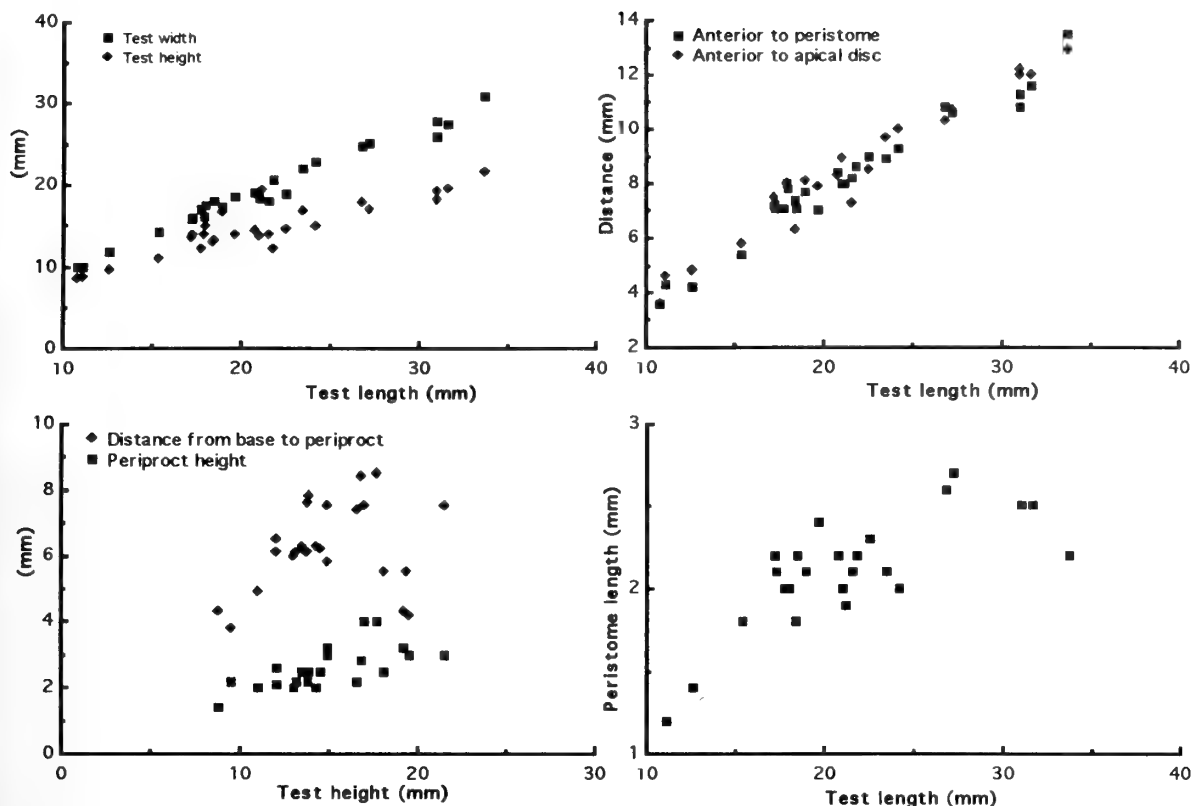 40
30
20
10
0
(mm)
Test width
Test height
10
20
30
40
Test length (mm)
14
12
10
8
6
4
2
Distance (mm)
Anterior to peristome
Anterior to apical disc
10
20
30
40
Test length (mm)
10
8
6
4
2
0
(mm)
Distance from base to periproct
Periproct height
0
10
20
30
Test height (mm)
3
2
1
Peristome length (mm)
10
20
30
40
Test length (mm)